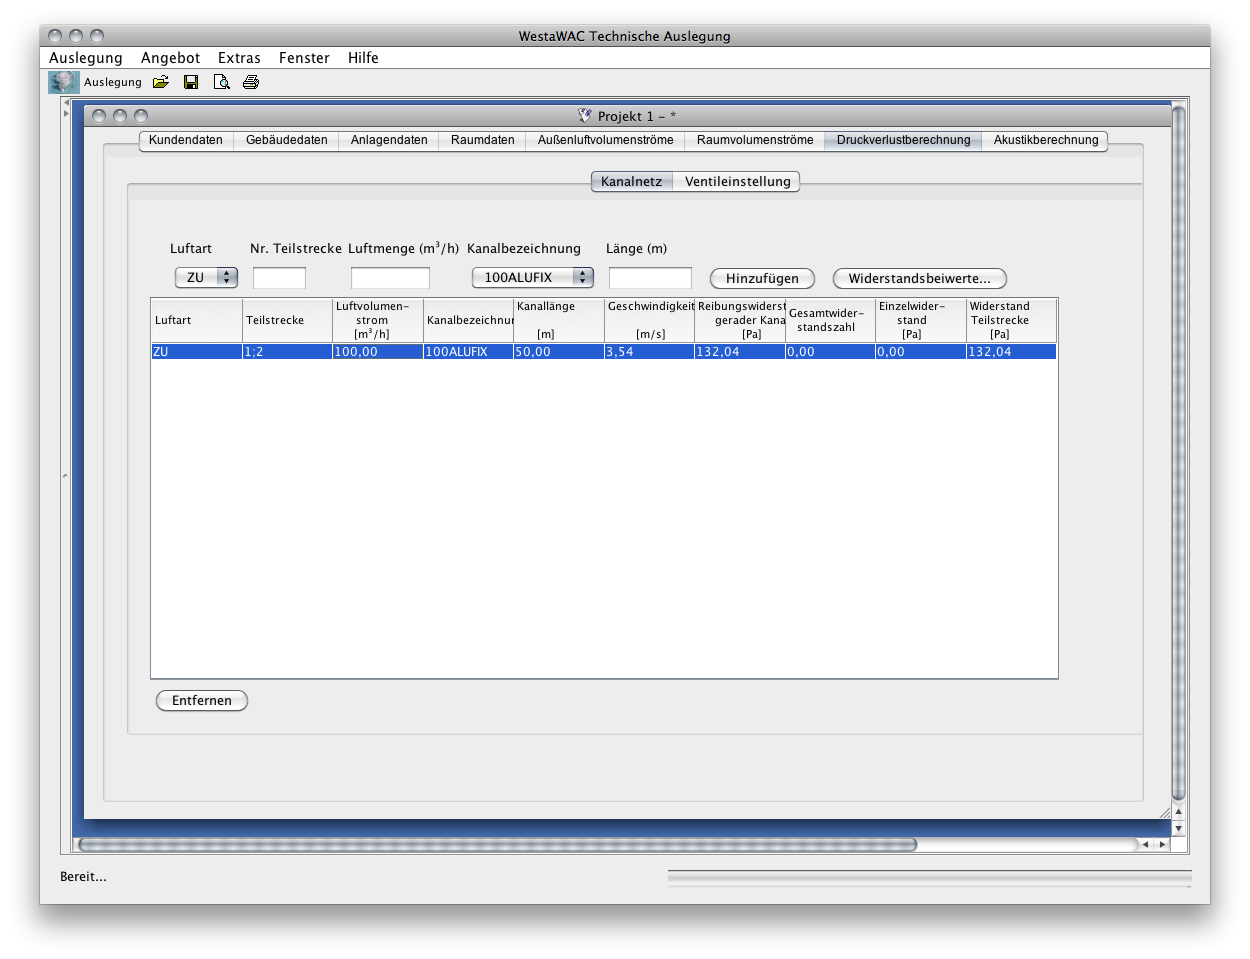 WestaWAC Technische Auslegung
Auslegung Angebot Extras Fenster Hilfe
Auslegung
Projekt 1 - *
Kundendaten Gebäudedaten Anlagendaten Raumdaten Außenluftvolumenströme Raumvolumenströme Druckverlustberechnung Akustikberechnung
Kanalnetz Ventileinstellung
Luftart Nr. Teilstrecke Luftmenge (m³/h) Kanalbezeichnung Länge (m)
ZU 100ALUFIX Hinzufügen Widerstandsbeiwerte...
Luftvolumen- Kanallänge Geschwindigkeit Reibungswiderst Einzelwider- Widerstand
Luftart Teilstrecke strom Kanalbezeichnur gerader Kana Gesamtwider- stand Teilstrecke
[m³/h] [m] [m/s] [Pa] standszahl [Pa] [Pa]
ZU 1;2 100,00 100ALUFIX 50,00 3,54 132,04 0,00 0,00 132,04
Entfernen
Bereit...